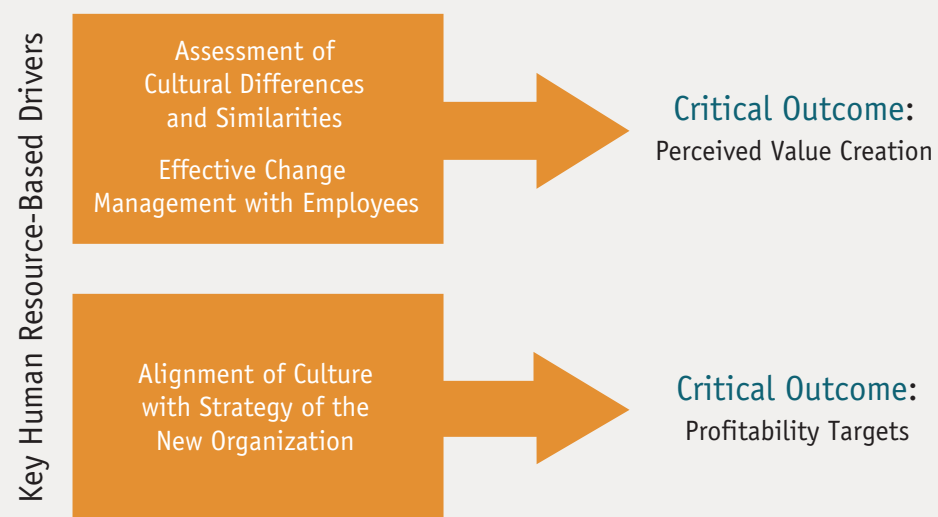 Key Human Resource-Based Drivers
Assessment of
Cultural Differences
and Similarities
Effective Change
Management with Employees
Critical Outcome:
Perceived Value Creation
Alignment of Culture
with Strategy of the
New Organization
Critical Outcome:
Profitability Targets